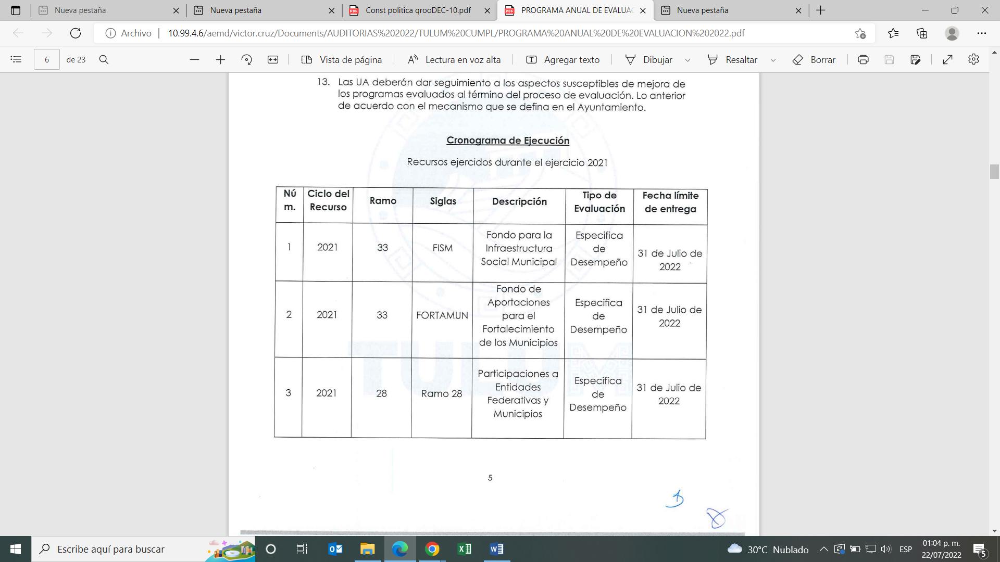 Nueva pestaña
Nueva pestaña
Const politica qrooDEC-10.pdf
PROGRAMA ANUAL DE EVALUAC
Nueva pestaña
Archivo
10.99.4.6/aemd/victor.cruz/Documents/AUDITORIAS%202022/TULUM%20CUMPL/PROGRAMA%20ANUAL%20DE%20EVALUACION%202022.pdf
6 de 23
Vista de página
Lectura en voz alta
Agregar texto
Dibujar
Resaltar
Borrar
13. Las UA deberán dar seguimiento a los aspectos susceptibles de mejora de
los programas evaluados al término del proceso de evaluación. Lo anterior
de acuerdo con el mecanismo que se defina en el Ayuntamiento.
Cronograma de Ejecución
Recursos ejercidos durante el ejercicio 2021
Nú
m.
Ciclo del
Recurso
Ramo
Siglas
Descripción
Tipo de
Evaluación
Fecha límite
de entrega
1
2021
33
FISM
Fondo para la
Infraestructura
Social Municipal
Especifica
de
Desempeño
31 de Julio de
2022
2
2021
33
FORTAMUN
Fondo de
Aportaciones
para el
Fortalecimiento
de los Municipios
Especifica
de
Desempeño
31 de Julio de
2022
3
2021
28
Ramo 28
Participaciones a
Entidades
Federativas y
Municipios
Especifica
de
Desempeño
31 de Julio de
2022
TULUM
5
Escribe aquí para buscar
30°C Nublado
ESP
01:04 p. m.
22/07/2022
5